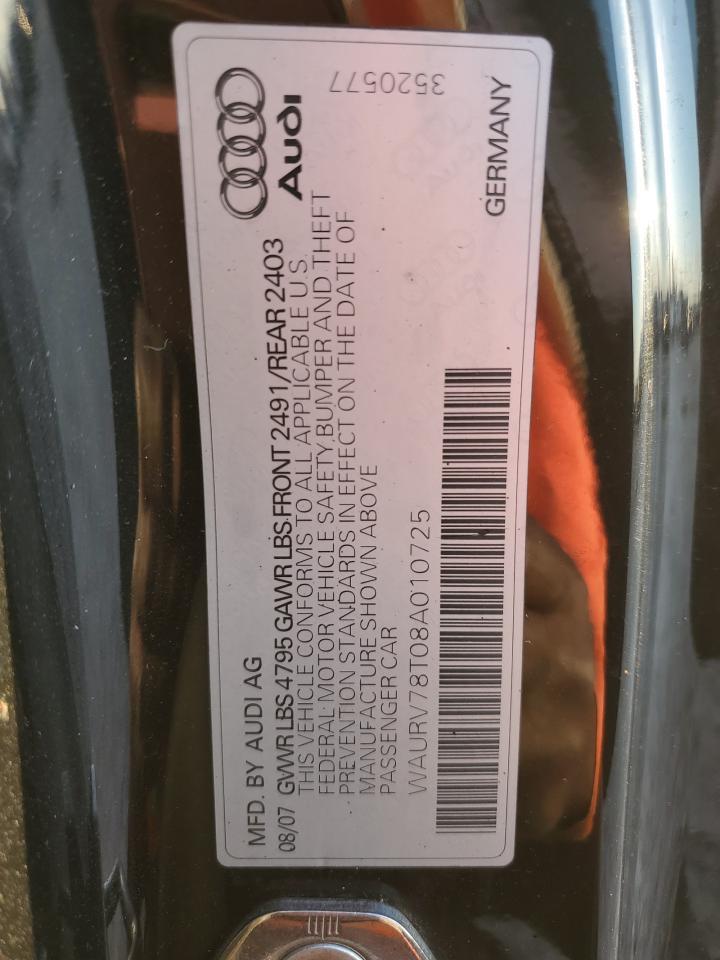 MFD. BY AUDI AG
08/07 GVWR LBS 4795 GAWR LBS:FRONT 2491/REAR 2403
THIS VEHICLE CONFORMS TO ALL APPLICABLE U.S.
FEDERAL MOTOR VEHICLE SAFETY, BUMPER AND THEFT
PREVENTION STANDARDS IN EFFECT ON THE DATE OF
MANUFACTURE SHOWN ABOVE
PASSENGER CAR
WAURV78T08A010725
Audi
3520577
GERMANY